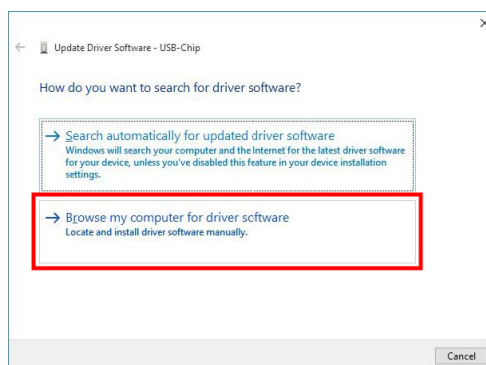 Update Driver Software - USB-Chip
How do you want to search for driver software?
Search automatically for updated driver software
Windows will search your computer and the Internet for the latest driver software
for your device, unless you've disabled this feature in your device installation
settings.
Browse my computer for driver software
Locate and install driver software manually.
Cancel